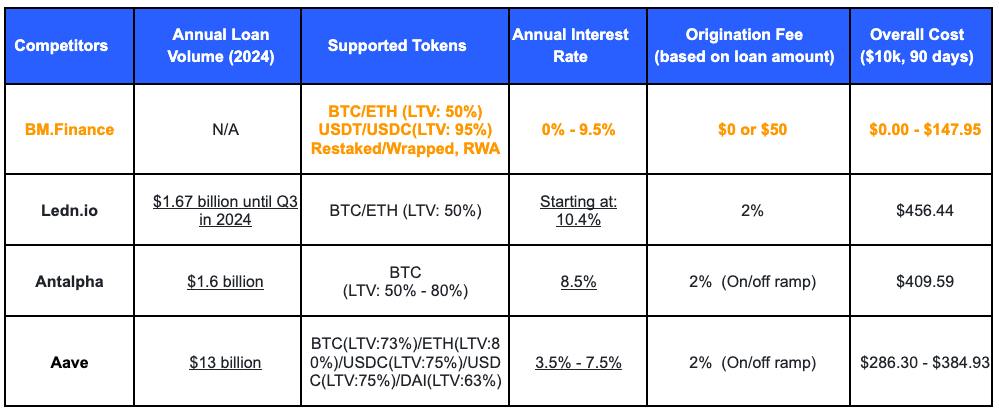 Competitors
Annual Loan
Volume (2024)
Supported Tokens
Annual Interest
Rate
Origination Fee
(based on loan amount)
Overall Cost
($10k, 90 days)
BM.Finance
N/A
BTC/ETH (LTV: 50%)
USDT/USDC(LTV: 95%)
Restaked/Wrapped, RWA
0% - 9.5%
$0 or $50
$0.00 - $147.95
Ledn.io
$1.67 billion until Q3
in 2024
BTC/ETH (LTV: 50%)
Starting at:
10.4%
2%
$456.44
Antalpha
$1.6 billion
BTC
(LTV: 50% - 80%)
8.5%
2% (On/off ramp)
$409.59
Aave
$13 billion
BTC(LTV:73%)/ETH(LTV:8
0%)/USDC(LTV:75%)/USD
C(LTV:75%)/DAI(LTV:63%)
3.5% - 7.5%
2% (On/off ramp)
$286.30 - $384.93